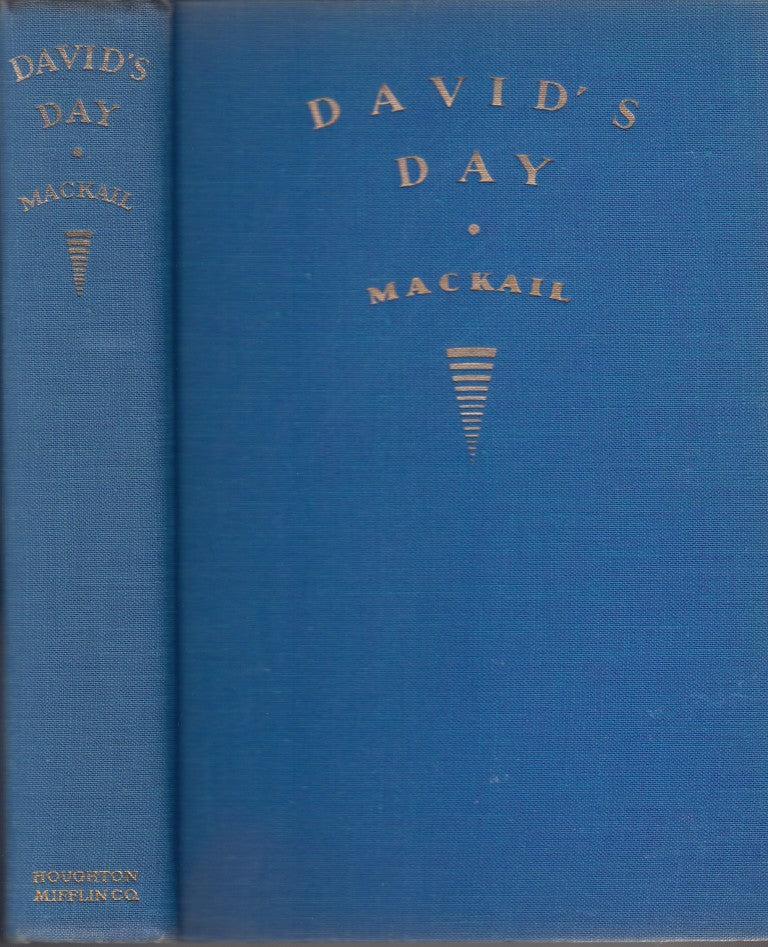 DAVID'S
DAY
MACKAIL
HOUGHTON
MIFFLIN CO.
DAVID'S
DAY
MACKAIL